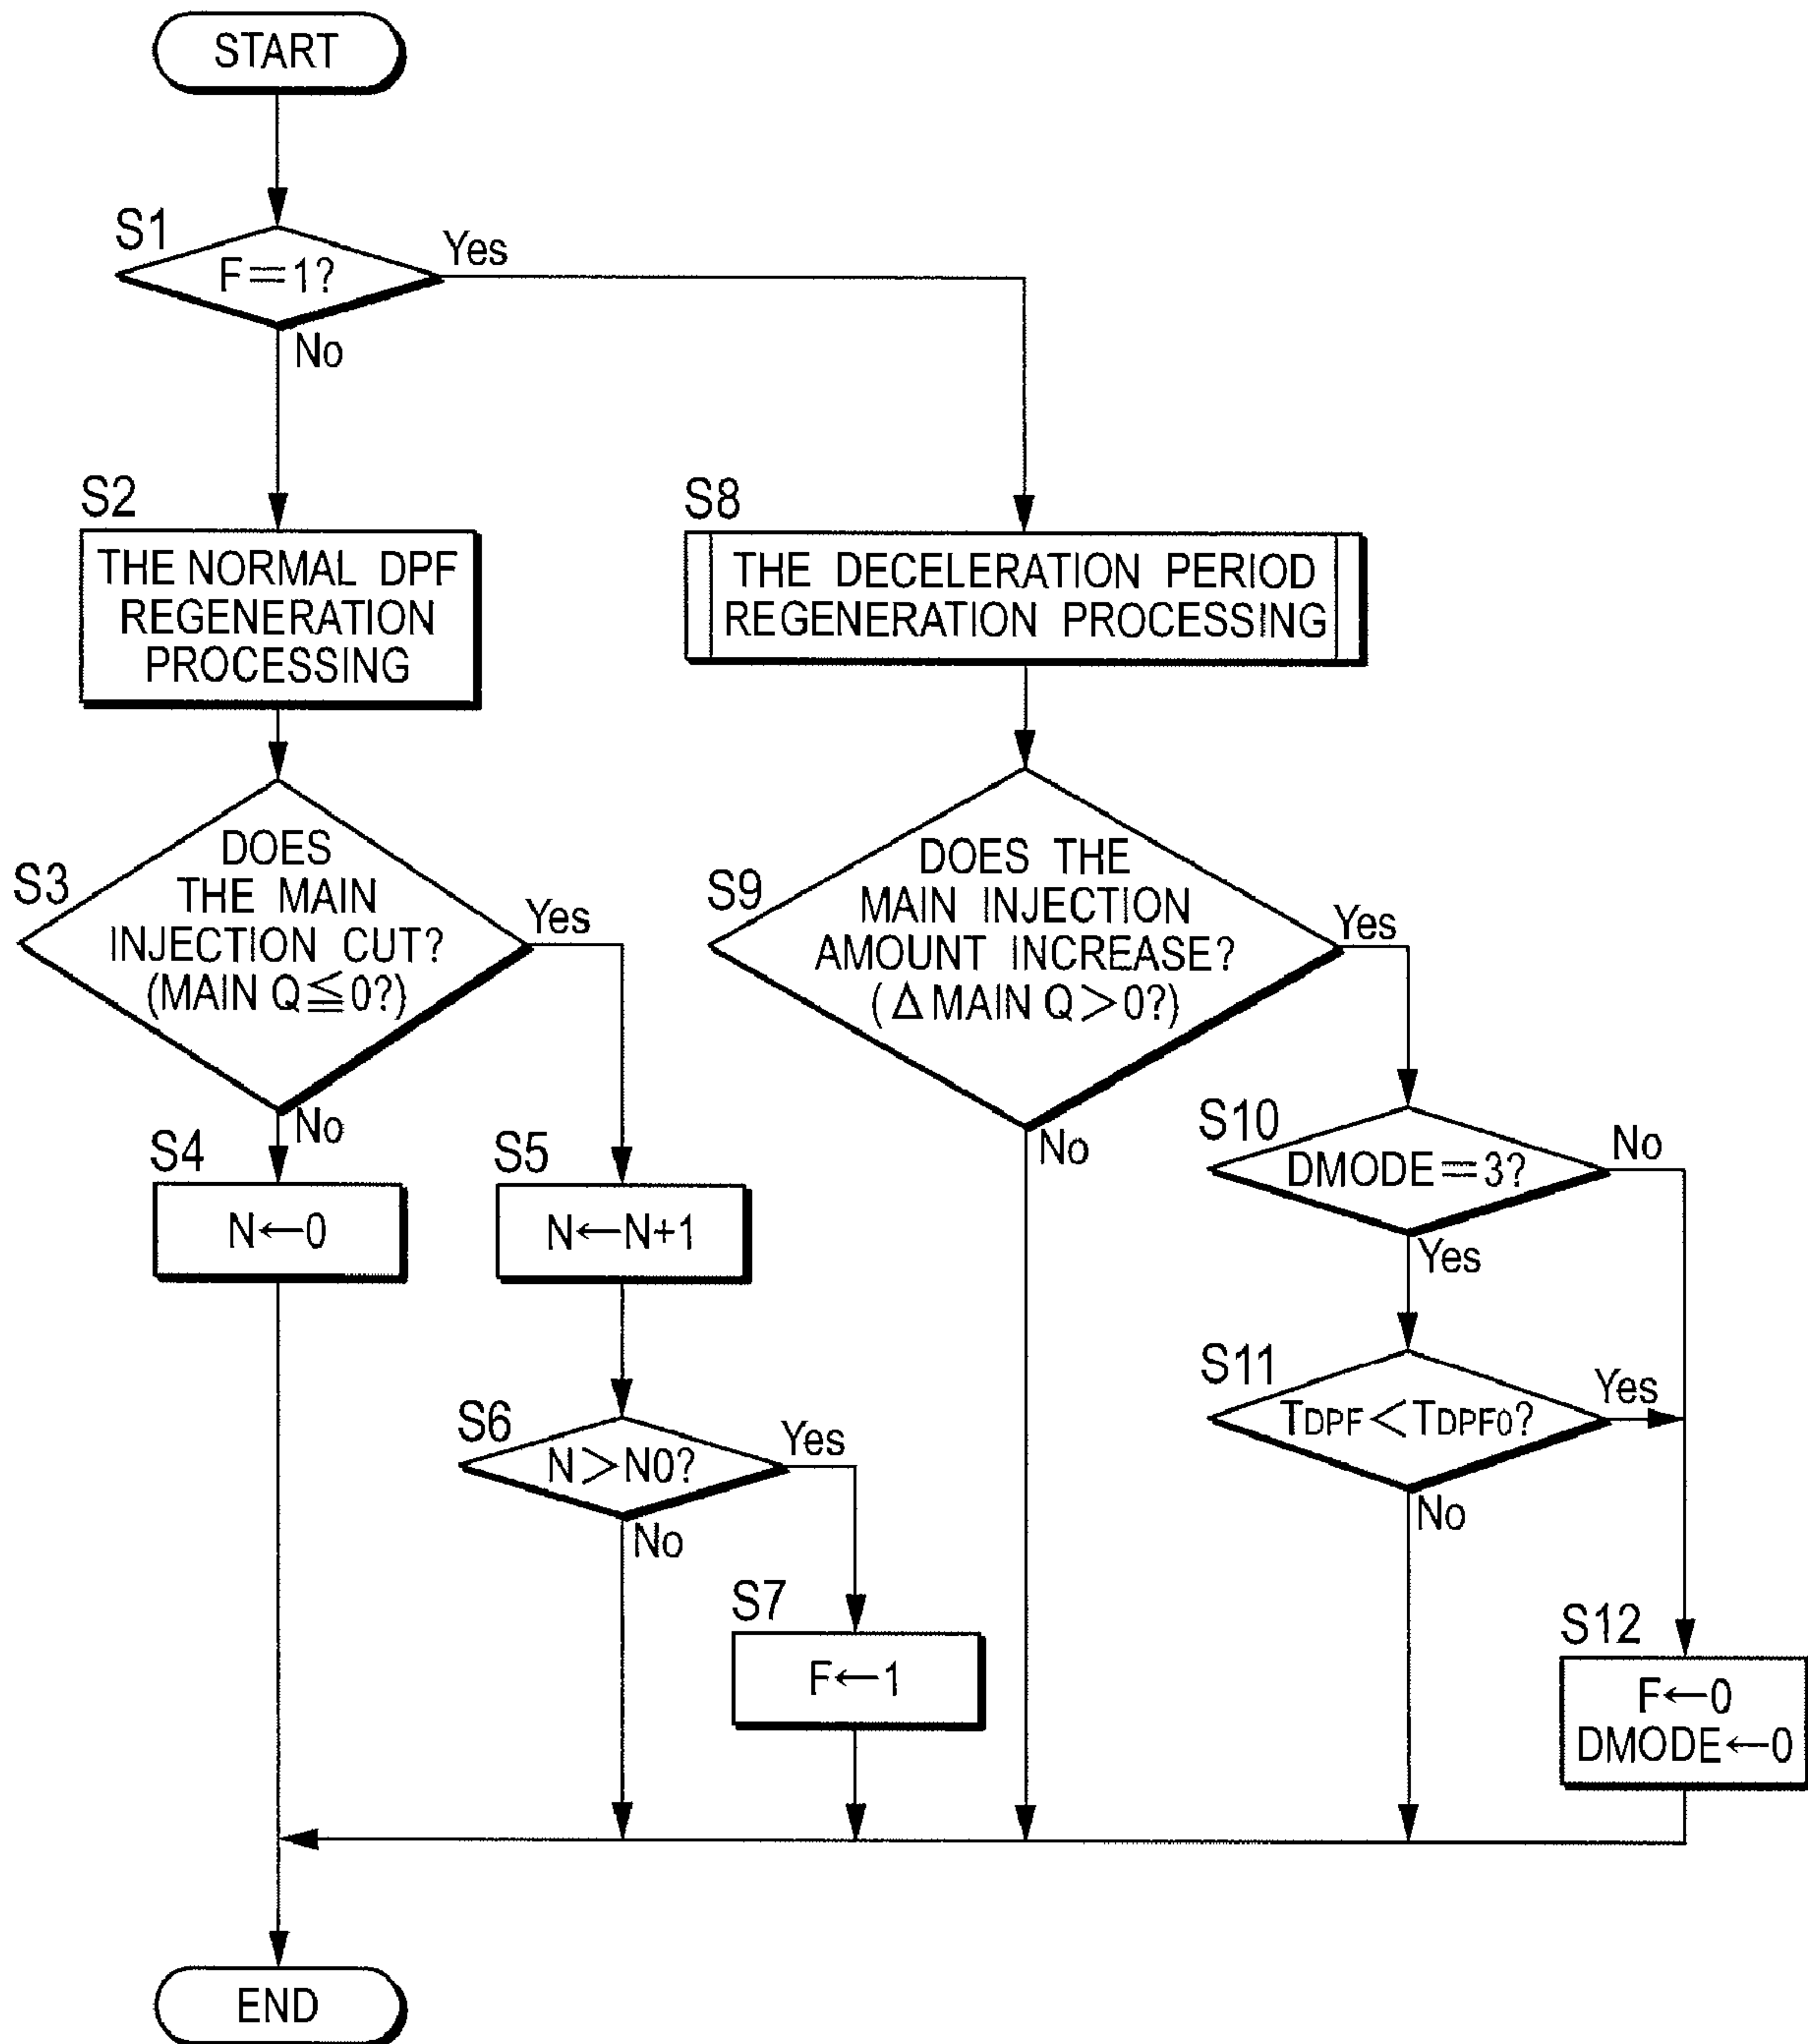 START
S1
F=1?
Yes
No
S2
THE NORMAL DPF
REGENERATION
PROCESSING
S8
THE DECELERATION PERIOD
REGENERATION PROCESSING
S3
DOES
THE MAIN
INJECTION CUT?
(MAIN Q≦0?)
Yes
No
S9
DOES THE
MAIN INJECTION
AMOUNT INCREASE?
(Δ MAIN Q>0?)
Yes
No
S4
N←0
S5
N←N+1
S10
DMODE=3?
No
Yes
S6
N>N0?
Yes
No
S11
TDPF<TDPF0?
Yes
No
S7
F←1
S12
F←0
DMODE←0
END